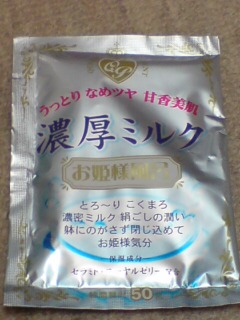 うっとり なめツヤ 甘香美肌
濃厚ミルク
お姫様
とろ〜り こくまろ
濃密ミルク 絹ごしの潤い
躰にのがさず閉じ込めて
お姫様気分
保湿成分
50